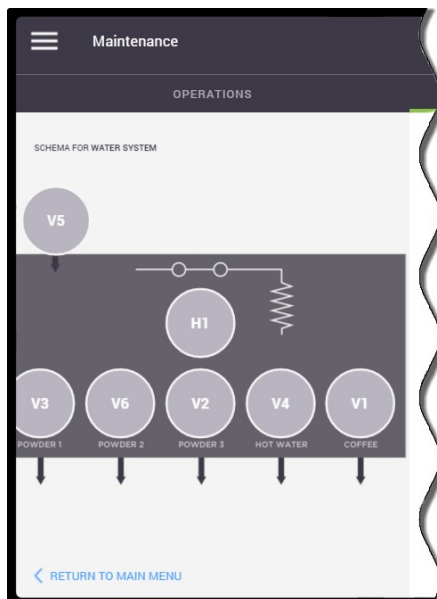 Maintenance
OPERATIONS
SCHEMA FOR WATER SYSTEM
V5
H1
V3 V6 V2 V4 V1
POWDER 1 POWDER 2 POWDER 3 HOT WATER COFFEE
RETURN TO MAIN MENU